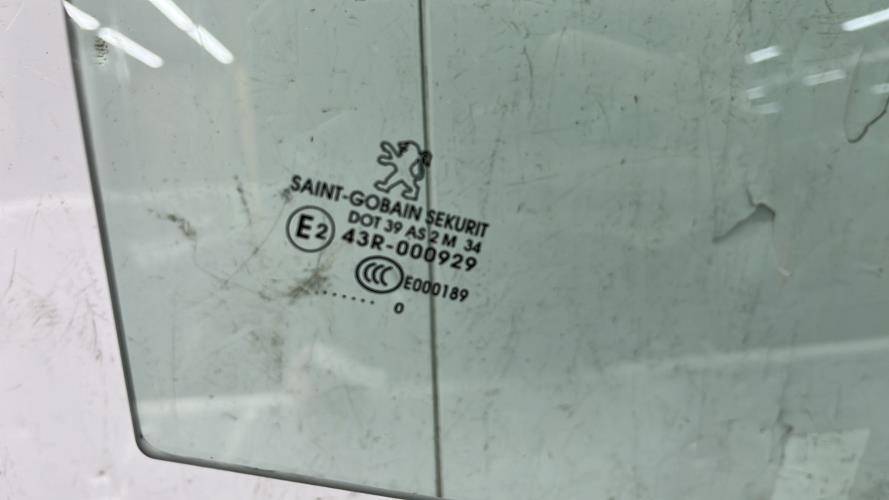 SAINT-GOBAIN SEKURIT
DOT 39 AS 2 M 34
E2 43R-000929
CCC E000189
........
0